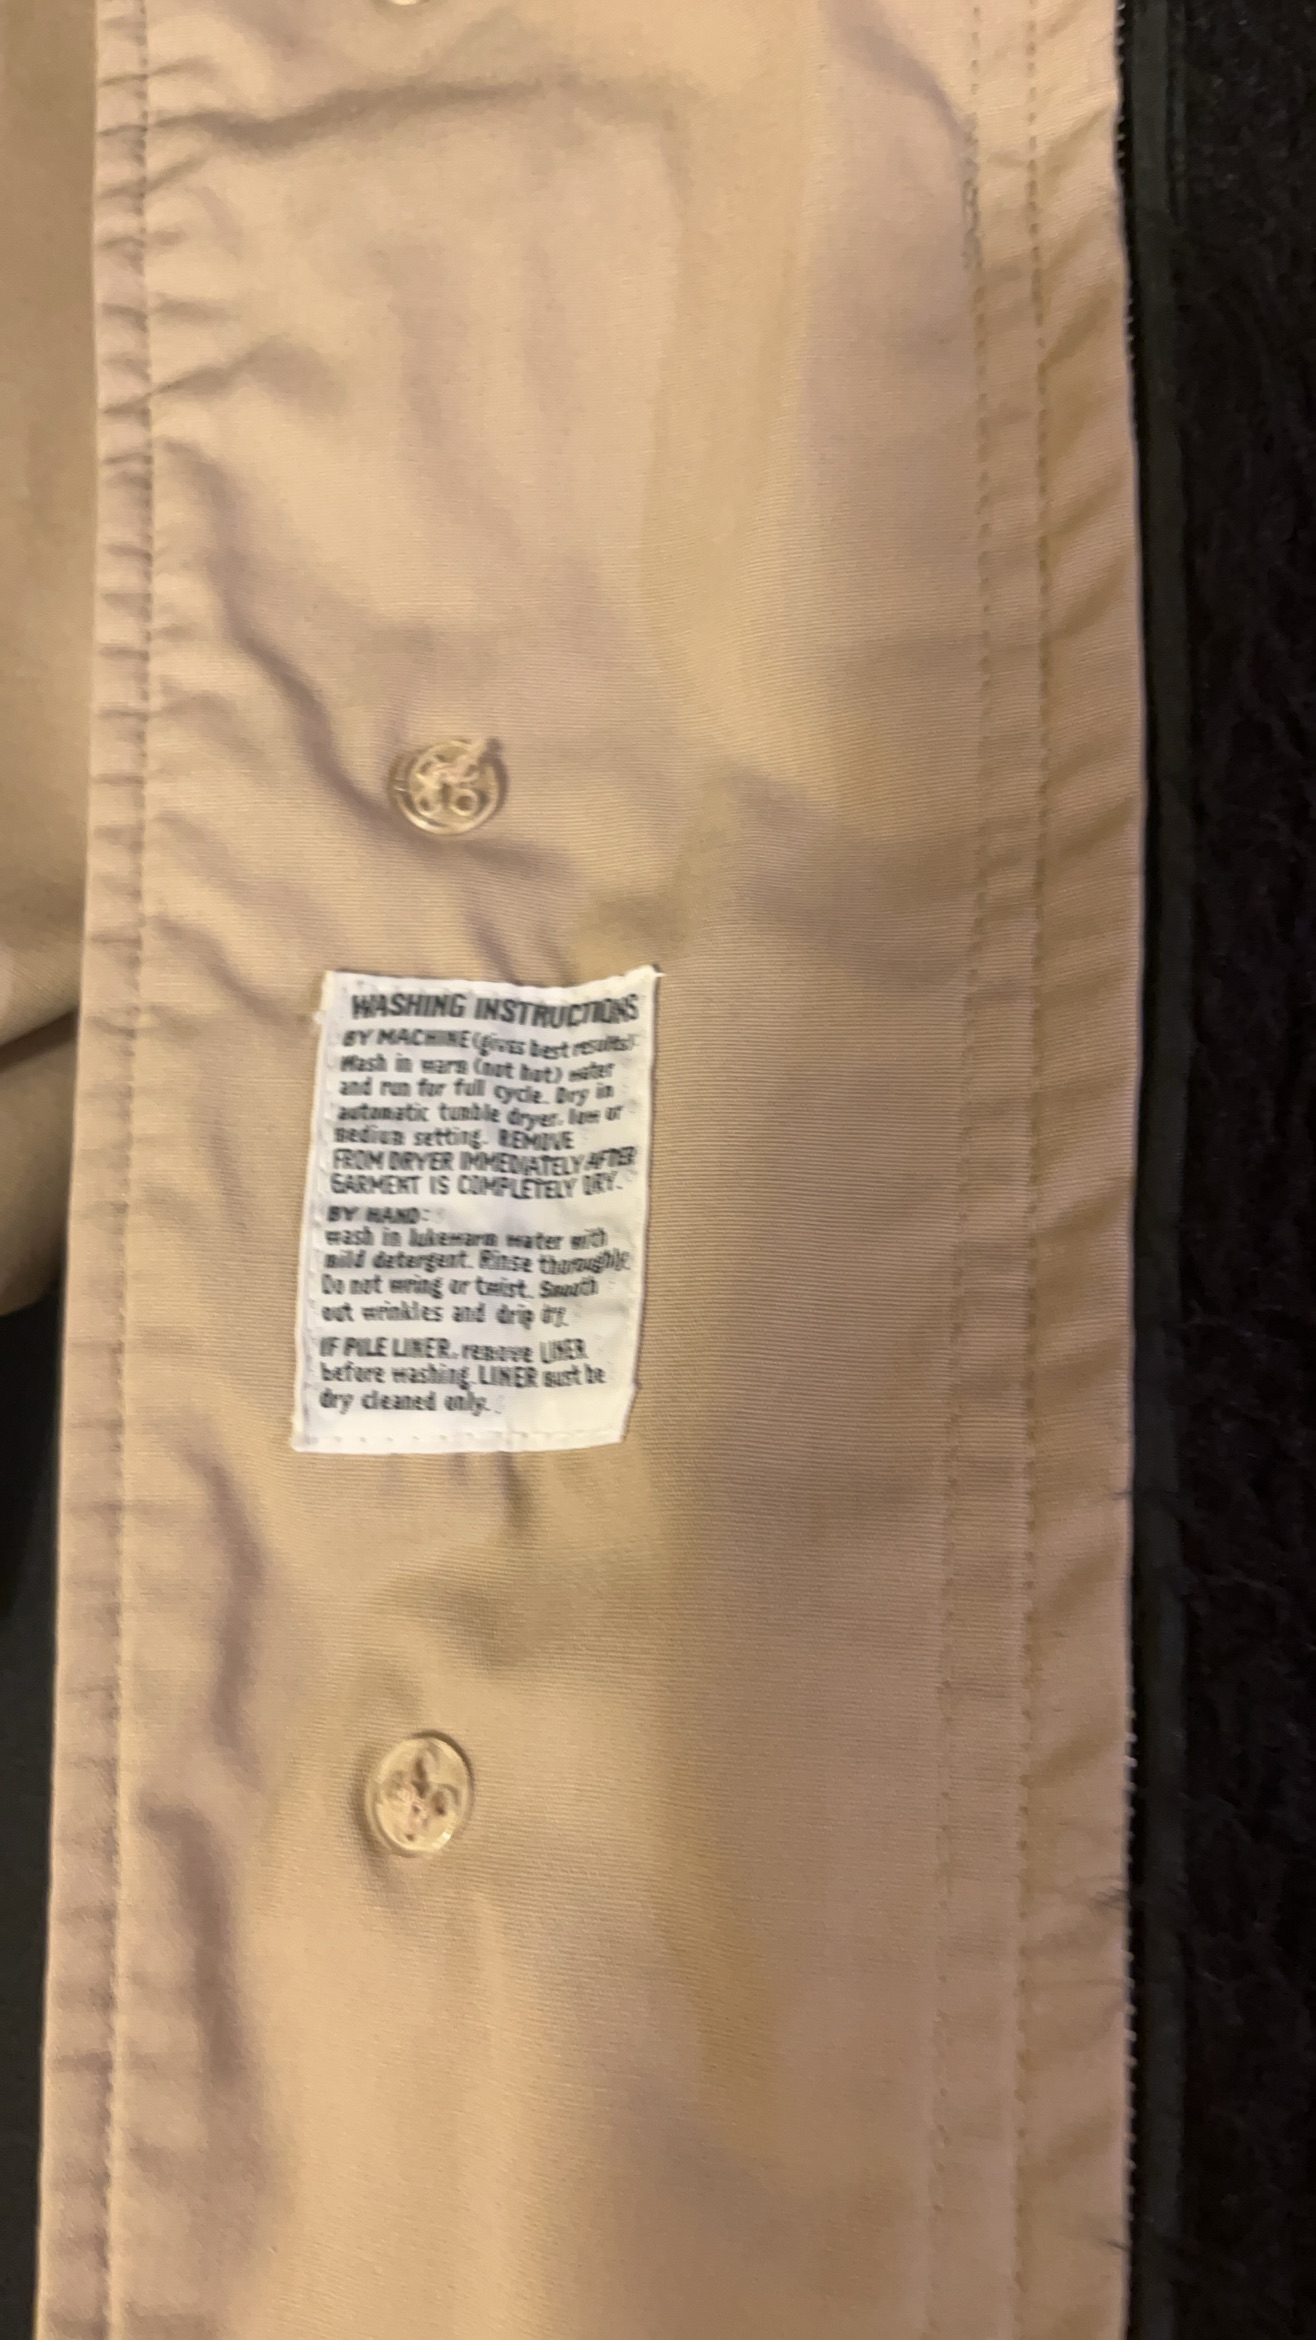 WASHING INSTRUCTIONS
BY MACHINE (gives best results)
Wash in warm (not hot) water
and run for full cycle. Dry in
automatic tumble dryer, low or
medium setting. REMOVE
FROM DRYER IMMEDIATELY AFTER
GARMENT IS COMPLETELY DRY.
BY HAND:
wash in lukewarm water with
mild detergent. Rinse thoroughly.
Do not wring or twist. Smooth
out wrinkles and drip dry.
IF PILE LINER, remove LINER
before washing. LINER must be
dry cleaned only.